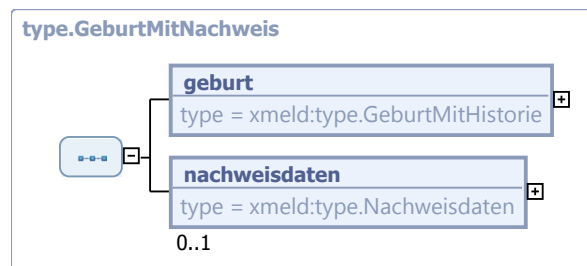 type.GeburtMitNachweis
geburt
type = xmeld:type.GeburtMitHistorie
nachweisdaten
type = xmeld:type.Nachweisdaten
0..1